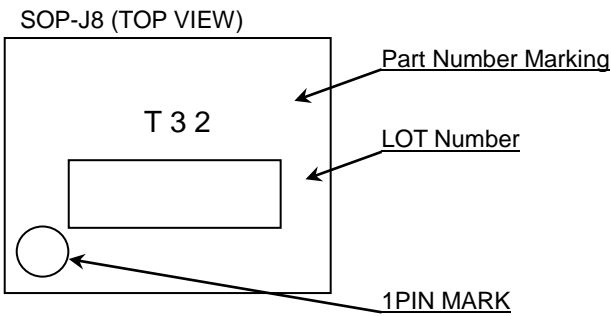 SOP-J8 (TOP VIEW)
Part Number Marking
T 3 2
LOT Number
1PIN MARK